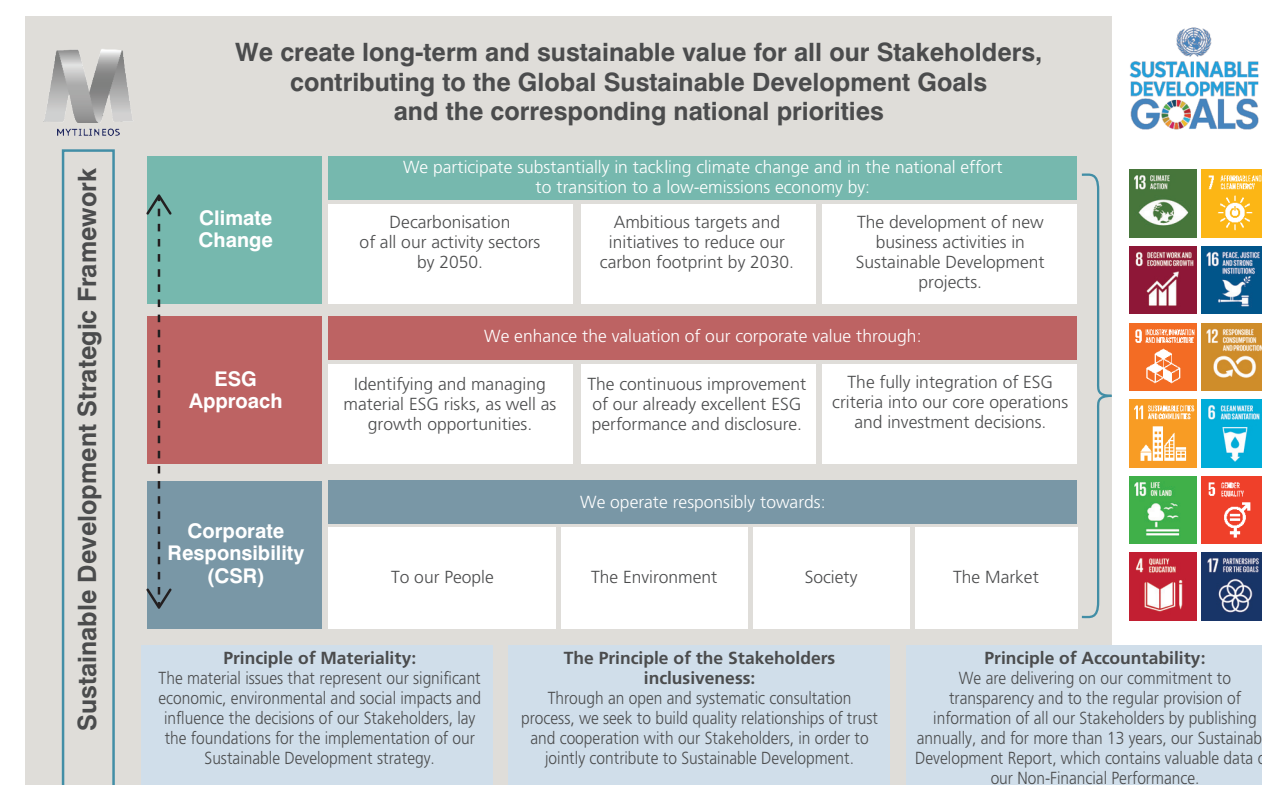 MYTILINEOS
We create long-term and sustainable value for all our Stakeholders,
contributing to the Global Sustainable Development Goals
and the corresponding national priorities
SUSTAINABLE
DEVELOPMENT
GOALS
Sustainable Development Strategic Framework
Climate
Change
We participate substantially in tackling climate change and in the national effort
to transition to a low-emissions economy by:
Decarbonisation
of all our activity sectors
by 2050.
Ambitious targets and
initiatives to reduce our
carbon footprint by 2030.
The development of new
business activities in
Sustainable Development
projects.
ESG
Approach
We enhance the valuation of our corporate value through:
Identifying and managing
material ESG risks, as well as
growth opportunities.
The continuous improvement
of our already excellent ESG
performance and disclosure.
The fully integration of ESG
criteria into our core operations
and investment decisions.
Corporate
Responsibility
(CSR)
We operate responsibly towards:
To our People
The Environment
Society
The Market
13 CLIMATE
ACTION
7 AFFORDABLE AND
CLEAN ENERGY
8 DECENT WORK AND
ECONOMIC GROWTH
16 PEACE, JUSTICE
AND STRONG
INSTITUTIONS
9 INDUSTRY, INNOVATION
AND INFRASTRUCTURE
12 RESPONSIBLE
CONSUMPTION
AND PRODUCTION
11 SUSTAINABLE CITIES
AND COMMUNITIES
6 CLEAN WATER
AND SANITATION
15 LIFE
ON LAND
5 GENDER
EQUALITY
4 QUALITY
EDUCATION
17 PARTNERSHIPS
FOR THE GOALS
Principle of Materiality:
The material issues that represent our significant
economic, environmental and social impacts and
influence the decisions of our Stakeholders, lay
the foundations for the implementation of our
Sustainable Development strategy.
The Principle of the Stakeholders
inclusiveness:
Through an open and systematic consultation
process, we seek to build quality relationships of trust
and cooperation with our Stakeholders, in order to
jointly contribute to Sustainable Development.
Principle of Accountability:
We are delivering on our commitment to
transparency and to the regular provision of
information of all our Stakeholders by publishing
annually, and for more than 13 years, our
Development Report, which contains valuable data
our Non-Financial Performance.